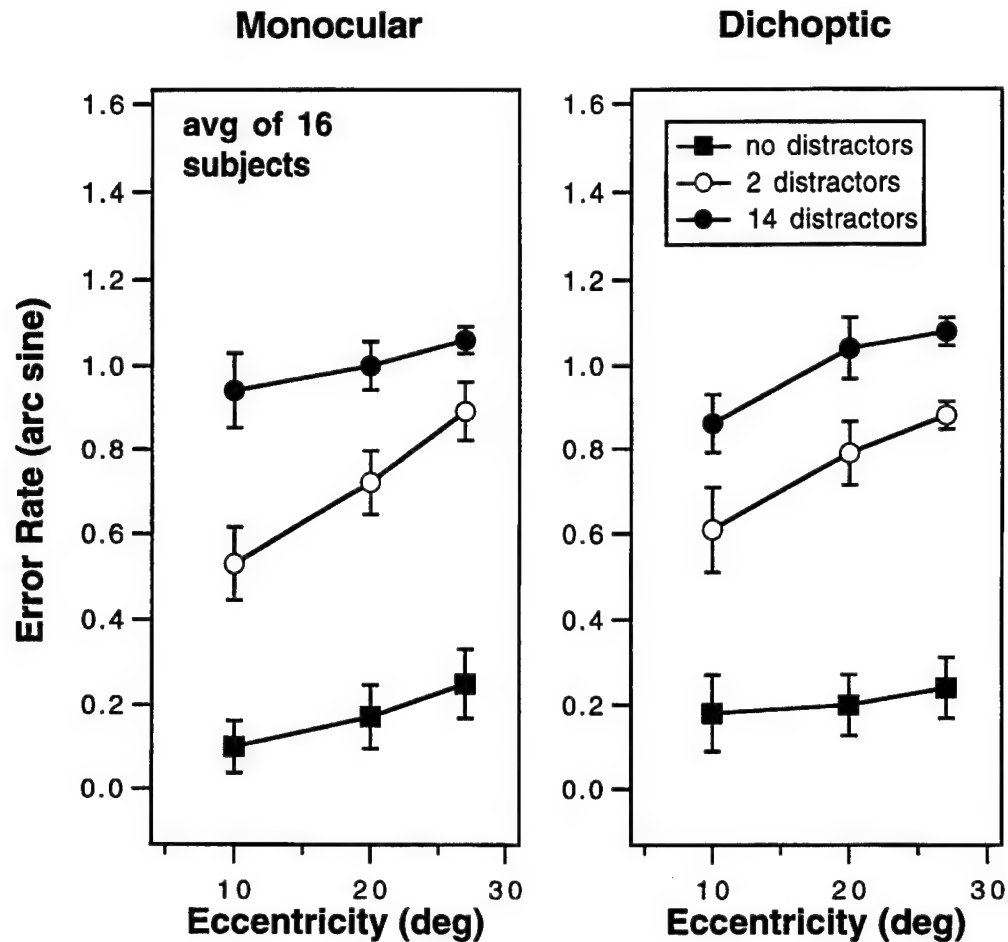 Monocular
Dichoptic
Error Rate (arc sine)
1.6
1.4
1.2
1.0
0.8
0.6
0.4
0.2
0.0
avg of 16
subjects
10
20
30
Eccentricity (deg)
1.6
1.4
1.2
1.0
0.8
0.6
0.4
0.2
0.0
no distractors
2 distractors
14 distractors
10
20
30
Eccentricity (deg)